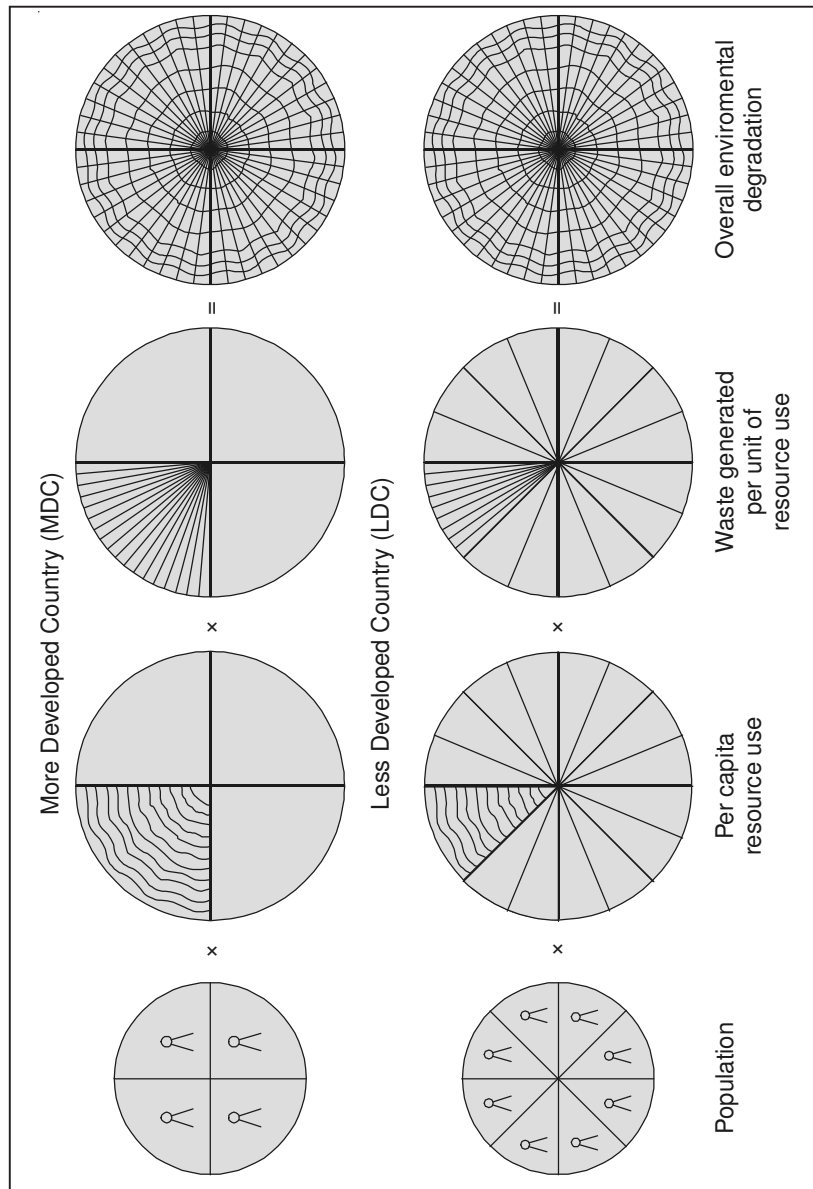 More Developed Country (MDC)
×
×
=
Less Developed Country (LDC)
×
×
=
Population
Per capita
resource use
Waste generated
per unit of
resource use
Overall enviromental
degradation